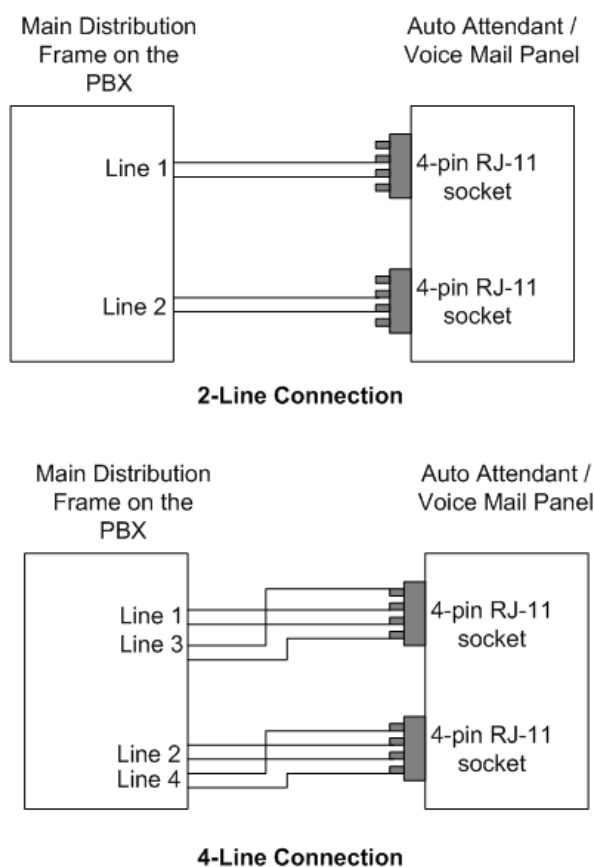 Main Distribution
Frame on the
PBX
Auto Attendant /
Voice Mail Panel
Line 1
4-pin RJ-11
socket
Line 2
4-pin RJ-11
socket
2-Line Connection
Main Distribution
Frame on the
PBX
Auto Attendant /
Voice Mail Panel
Line 1
Line 3
4-pin RJ-11
socket
Line 2
Line 4
4-pin RJ-11
socket
4-Line Connection